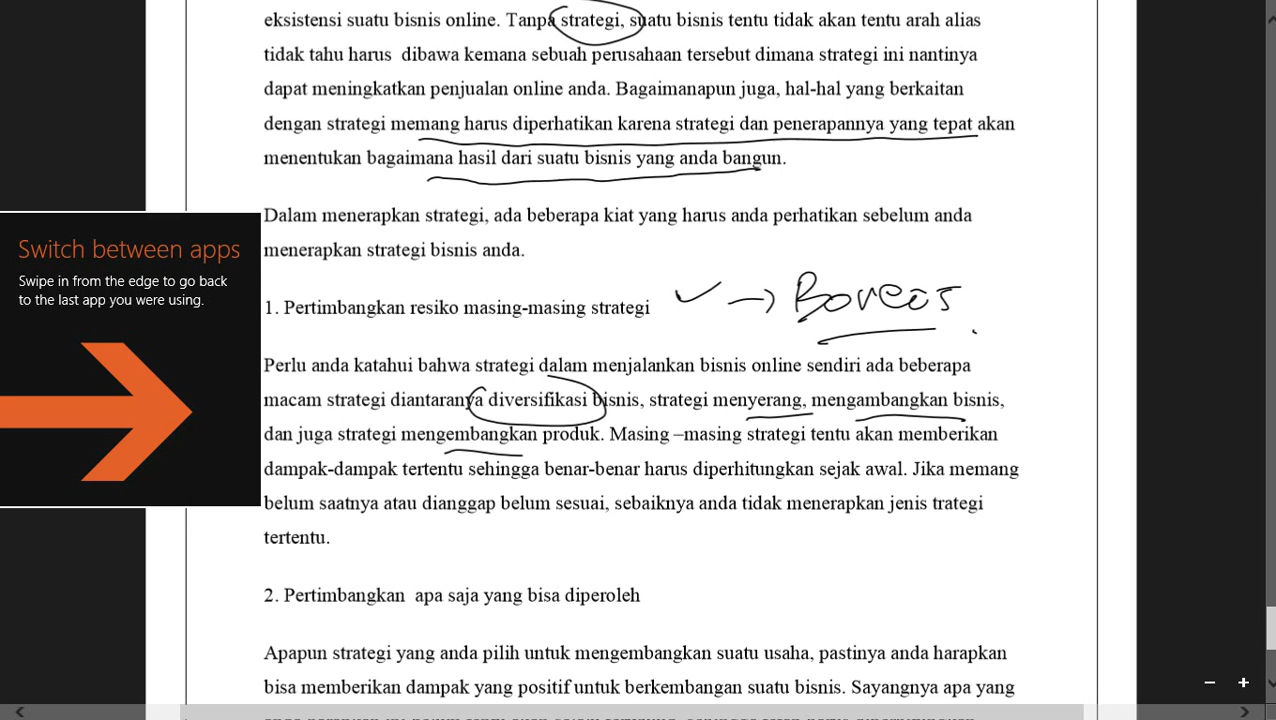 eksistensi suatu bisnis online. Tanpa strategi, suatu bisnis tentu tidak akan tentu arah alias
tidak tahu harus dibawa kemana sebuah perusahaan tersebut dimana strategi ini nantinya
dapat meningkatkan penjualan online anda. Bagaimanapun juga, hal-hal yang berkaitan
dengan strategi memang harus diperhatikan karena strategi dan penerapannya yang tepat akan
menentukan bagaimana hasil dari suatu bisnis yang anda bangun.
Dalam menerapkan strategi, ada beberapa kiat yang harus anda perhatikan sebelum anda
menerapkan strategi bisnis anda.
Switch between apps
Swipe in from the edge to go back
to the last app you were using.
1. Pertimbangkan resiko masing-masing strategi
Perlu anda katahui bahwa strategi dalam menjalankan bisnis online sendiri ada beberapa
macam strategi diantaranya diversifikasi bisnis, strategi menyerang, mengambangkan bisnis,
dan juga strategi mengembangkan produk. Masing –masing strategi tentu akan memberikan
dampak-dampak tertentu sehingga benar-benar harus diperhitungkan sejak awal. Jika memang
belum saatnya atau dianggap belum sesuai, sebaiknya anda tidak menerapkan jenis trategi
tertentu.
2. Pertimbangkan apa saja yang bisa diperoleh
Apapun strategi yang anda pilih untuk mengembangkan suatu usaha, pastinya anda harapkan
bisa memberikan dampak yang positif untuk berkembangan suatu bisnis. Sayangnya apa yang